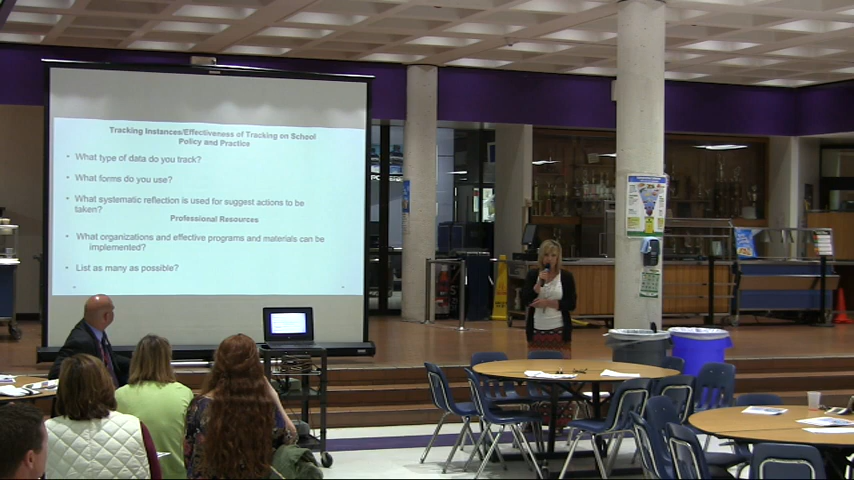 Tracking Instances/Effectiveness of Tracking on School
Policy and Practice
• What type of data do you track?
• What forms do you use?
• What systematic reflection is used for suggest actions to be
taken?
Professional Resources
• What organizations and effective programs and materials can be
implemented?
• List as many as possible?